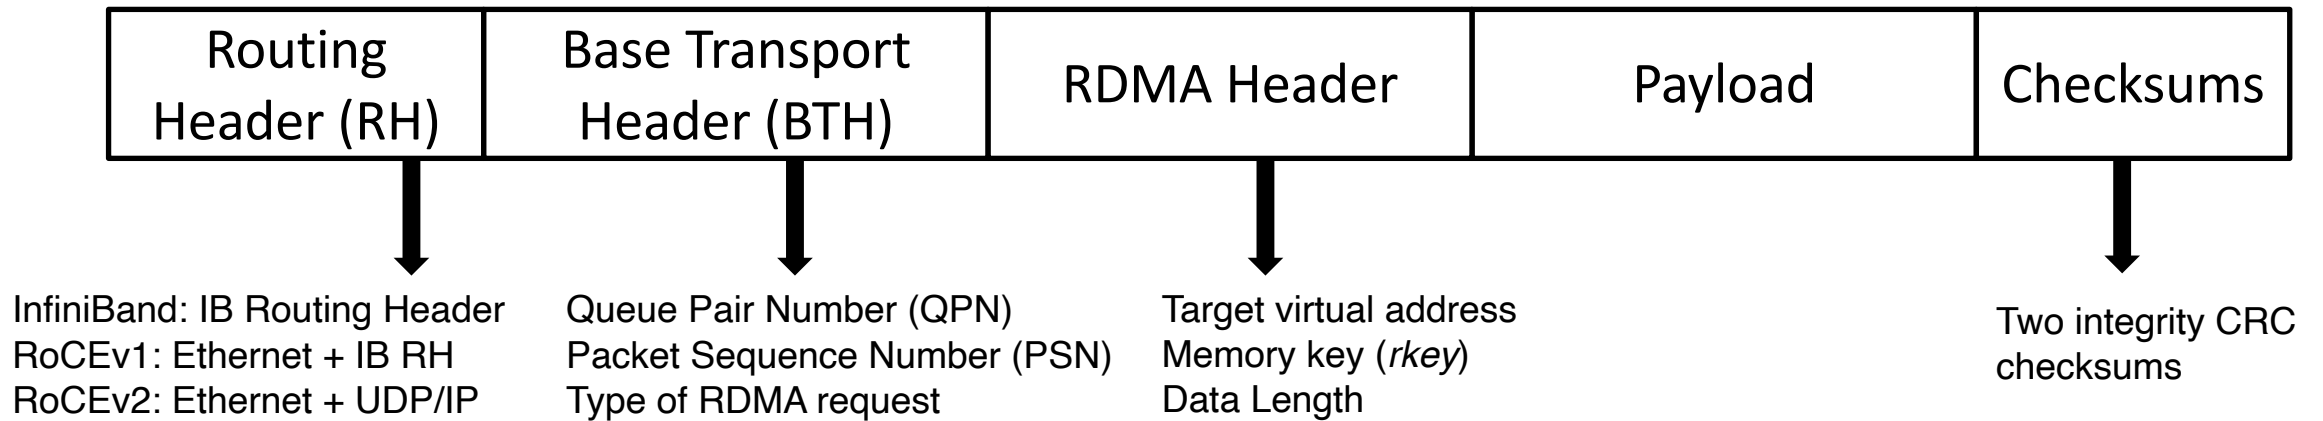 Routing
Header (RH)
Base Transport
Header (BTH)
RDMA Header
Payload
Checksums
InfiniBand: IB Routing Header
RoCEv1: Ethernet + IB RH
RoCEv2: Ethernet + UDP/IP
Queue Pair Number (QPN)
Packet Sequence Number (PSN)
Type of RDMA request
Target virtual address
Memory key (rkey)
Data Length
Two integrity CRC
checksums